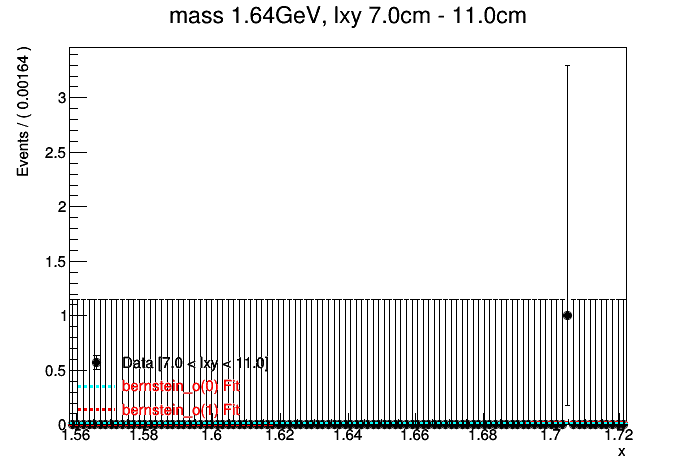 mass 1.64GeV, lxy 7.0cm - 11.0cm
Events / ( 0.00164 )
3
2.5
2
1.5
1
0.5
0
Data [7.0 < lxy < 11.0]
bernstein_o(0) Fit
bernstein_o(1) Fit
1.56 1.58 1.6 1.62 1.64 1.66 1.68 1.7 1.72
x